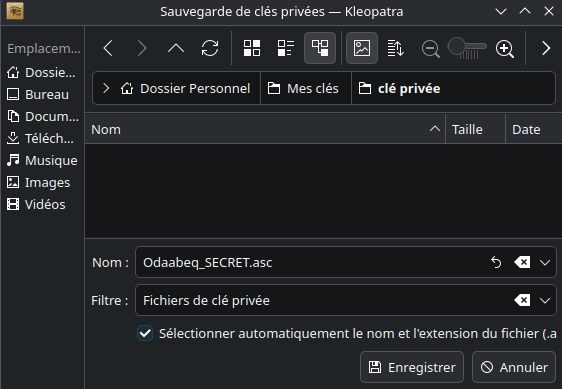 Sauvegarde de clés privées — Kleopatra
Emplacem...
Dossie...
Bureau
Docum...
Téléch...
Musique
Images
Vidéos
Dossier Personnel
Mes clés
clé privée
Nom Taille Date
Nom : Odaabeq_SECRET.asc
Filtre : Fichiers de clé privée
Sélectionner automatiquement le nom et l'extension du fichier (.a
Enregistrer Annuler